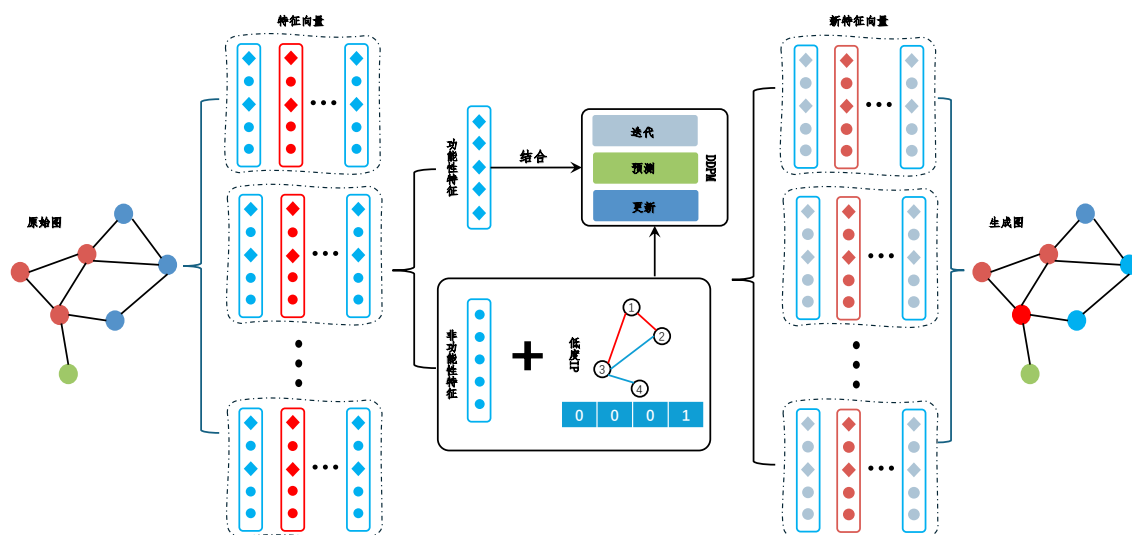 特征向量
新特征向量
原始图
功能性特征
结合
迭代
预测
更新
DDPM
生成图
非功能性特征
低度IP
1
2
3
4
0 0 0 1